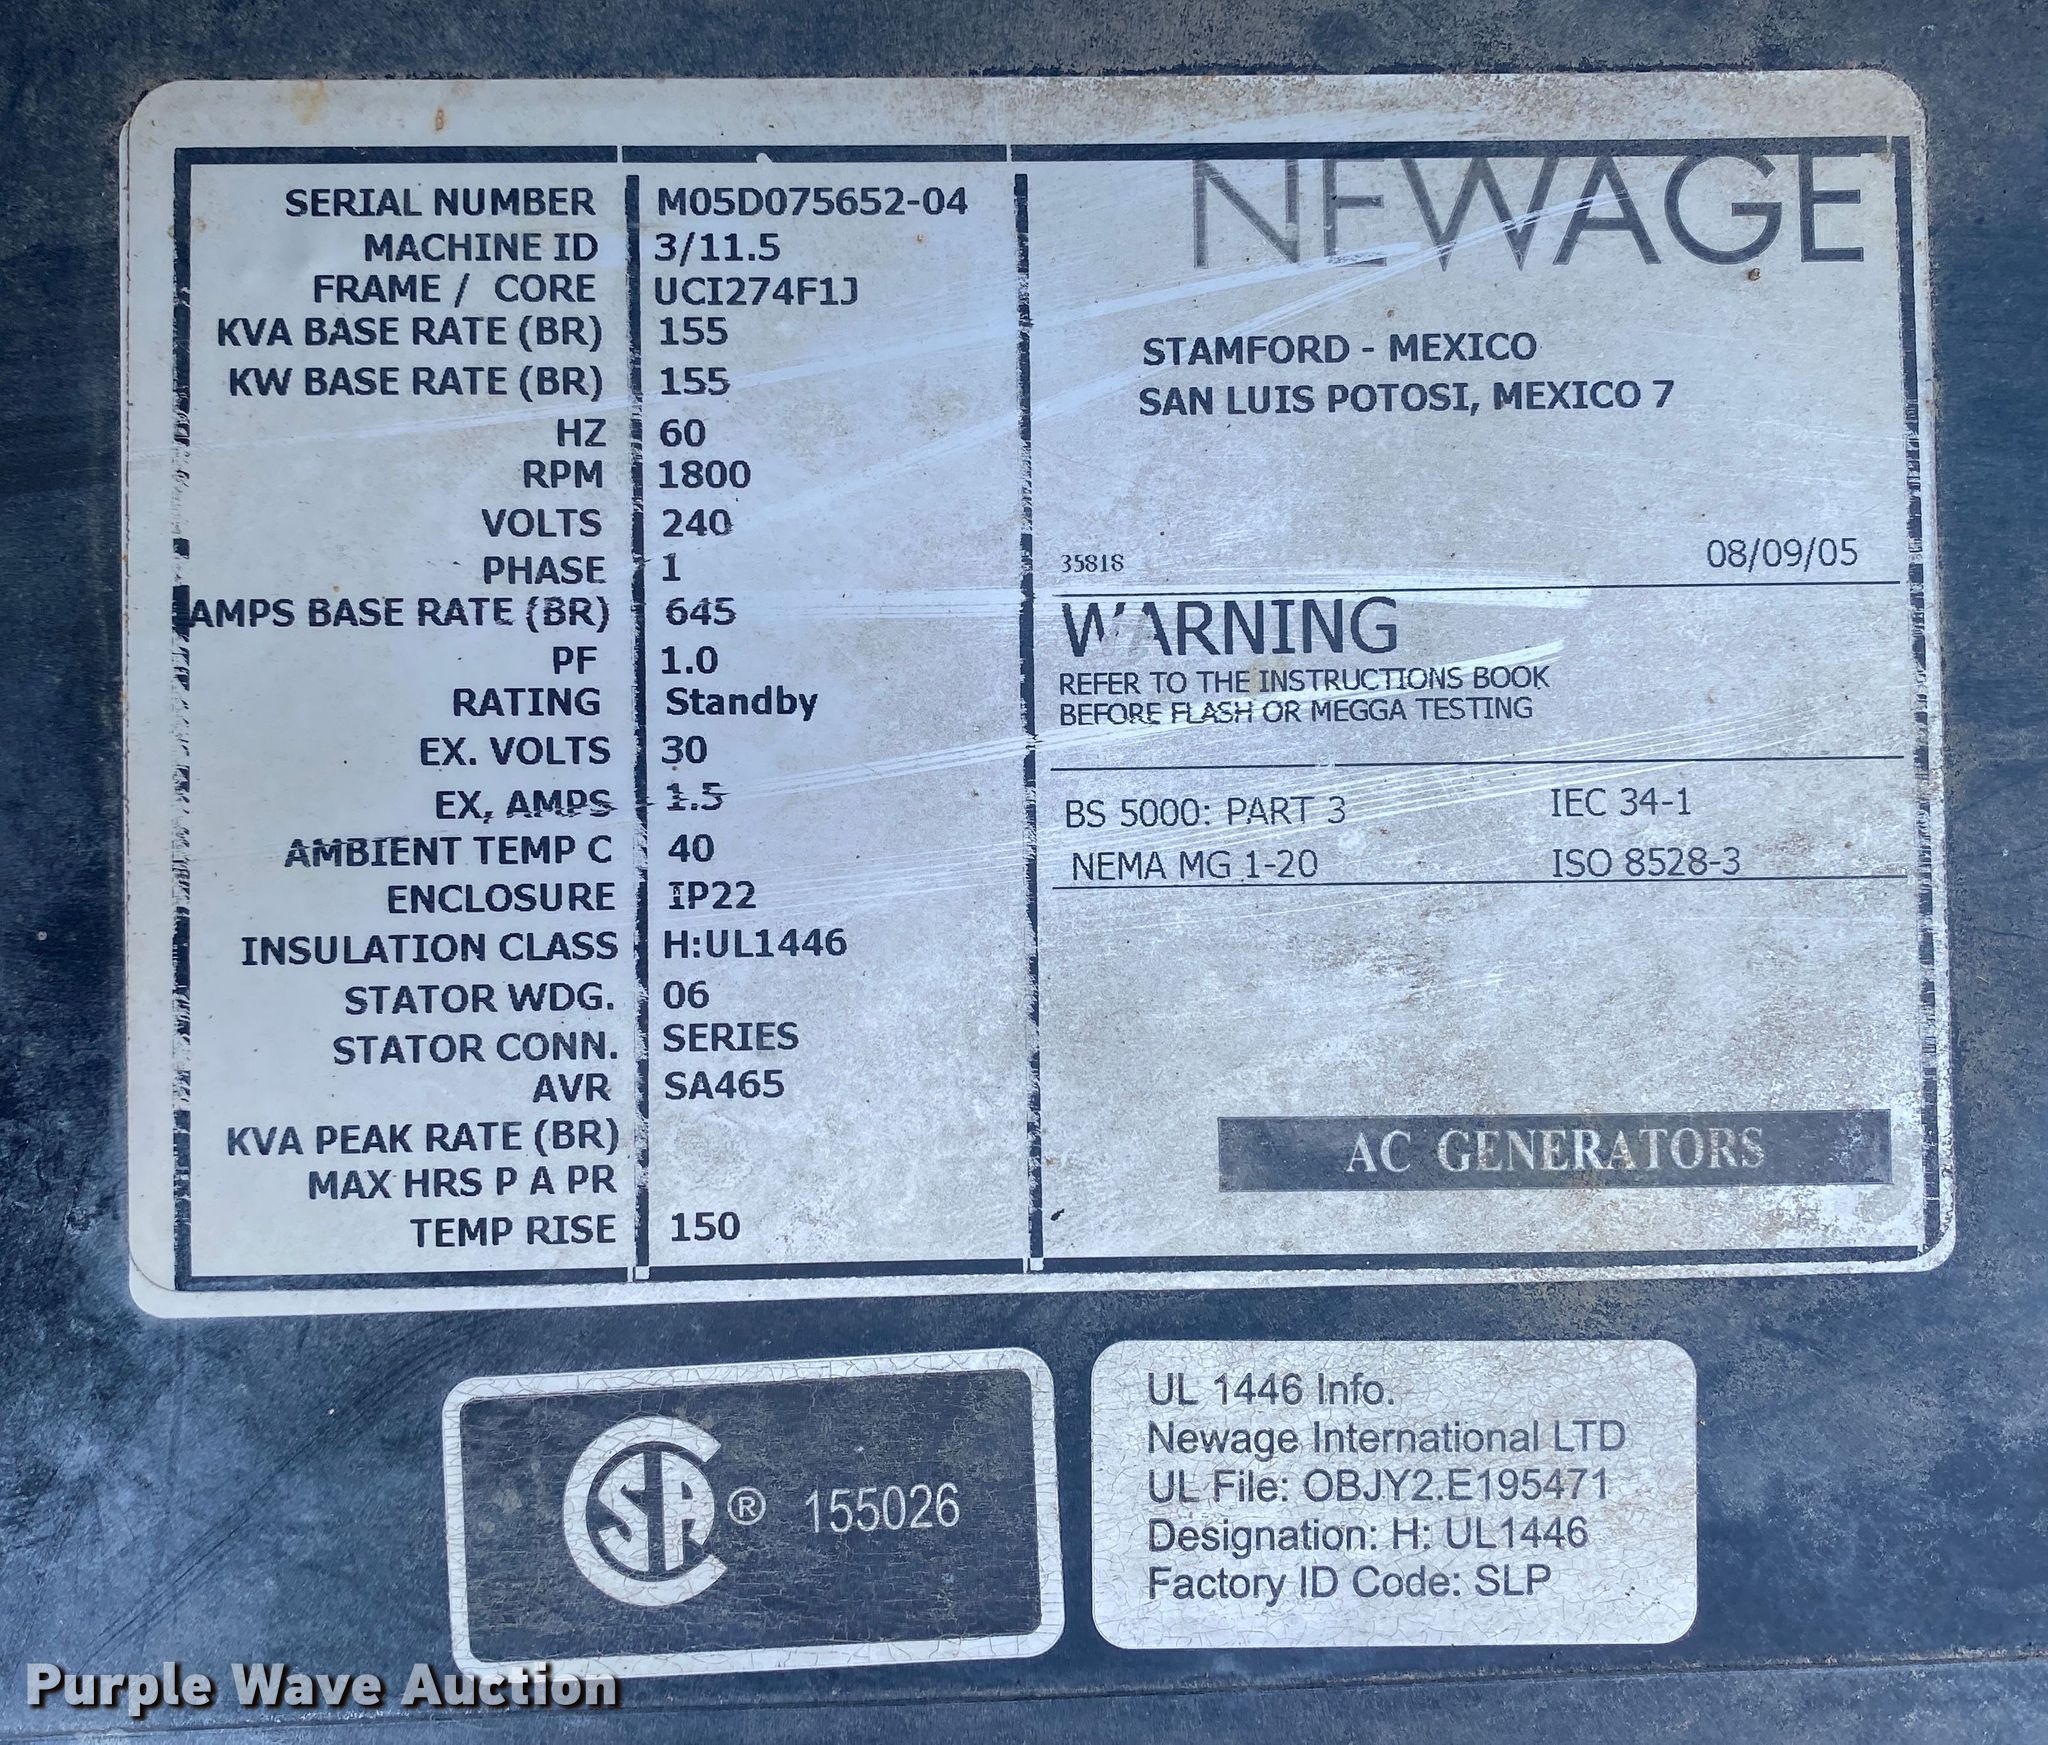 SERIAL NUMBER M05D075652-04
MACHINE ID 3/11.5
FRAME / CORE UCI274F1J
KVA BASE RATE (BR) 155
KW BASE RATE (BR) 155
HZ 60
RPM 1800
VOLTS 240
PHASE 1
AMPS BASE RATE (BR) 645
PF 1.0
RATING Standby
EX. VOLTS 30
EX, AMPS 1.5
AMBIENT TEMP C 40
ENCLOSURE IP22
INSULATION CLASS H:UL1446
STATOR WDG. 06
STATOR CONN. SERIES
AVR SA465
KVA PEAK RATE (BR)
MAX HRS P A PR
TEMP RISE 150
NEWAGE
STAMFORD - MEXICO
SAN LUIS POTOSI, MEXICO 7
35818 08/09/05
WARNING
REFER TO THE INSTRUCTIONS BOOK
BEFORE FLASH OR MEGGA TESTING
BS 5000: PART 3 IEC 34-1
NEMA MG 1-20 ISO 8528-3
AC GENERATORS
CSA ® 155026
UL 1446 Info.
Newage International LTD
UL File: OBJY2.E195471
Designation: H: UL1446
Factory ID Code: SLP
Purple Wave Auction